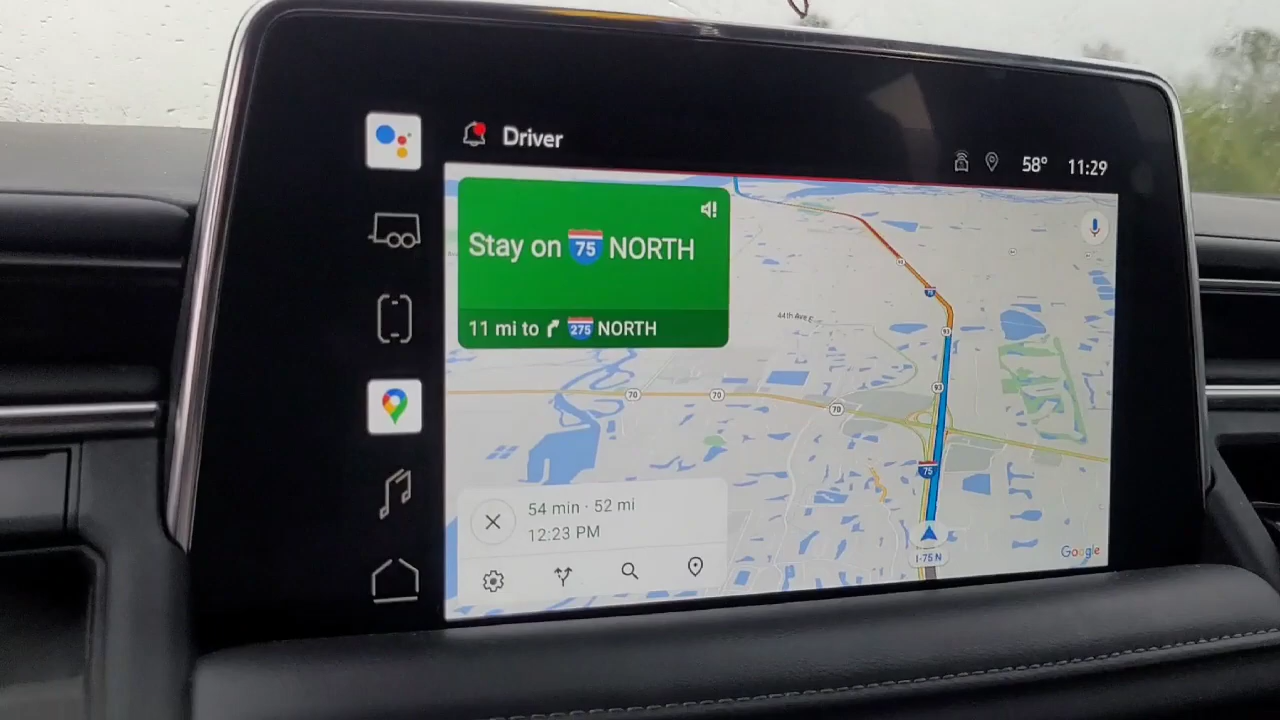 Driver
58° 11:29
Stay on 75 NORTH
11 mi to 275 NORTH
44th Ave E
93
70
70
70
93
75
I-75 N
54 min · 52 mi
12:23 PM
Google